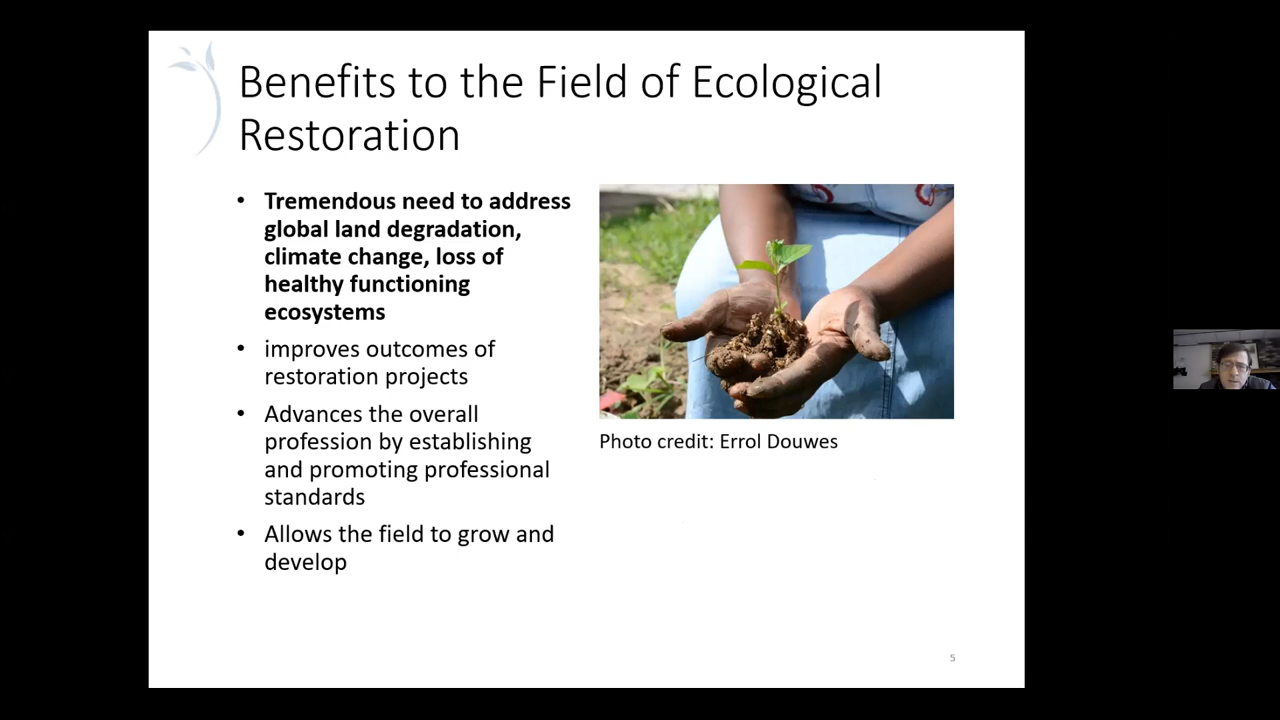 Benefits to the Field of Ecological
Restoration
• Tremendous need to address
global land degradation,
climate change, loss of
healthy functioning
ecosystems
• improves outcomes of
restoration projects
• Advances the overall
profession by establishing
and promoting professional
standards
• Allows the field to grow and
develop
Photo credit: Errol Douwes
5